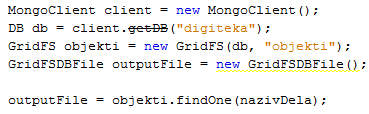 MongoClient client = new MongoClient();
DB db = client.getDB("digiteka");
GridFS objekti = new GridFS(db, "objekti");
GridFSDBFile outputFile = new GridFSDBFile();
outputFile = objekti.findOne(nazivDela);